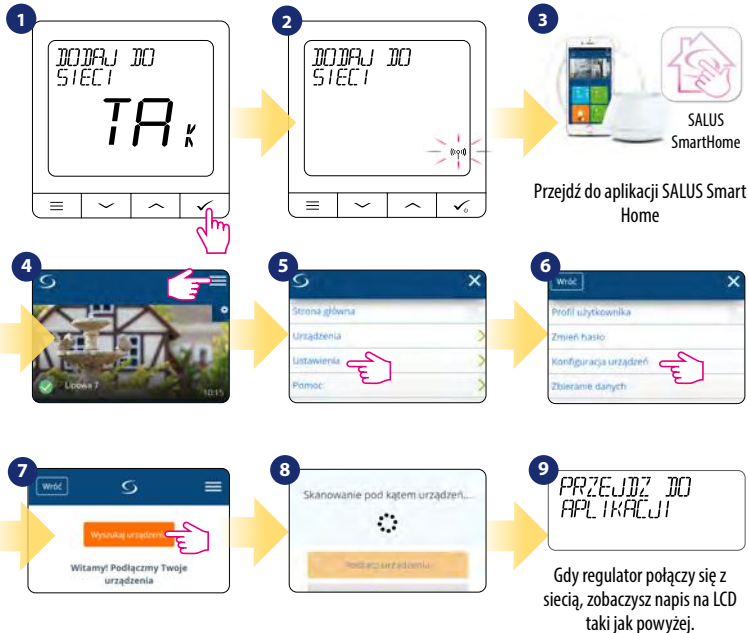 1
DODAJ DO
SIECI
TAK
2
DODAJ DO
SIECI
3
SALUS
SmartHome
Przejdź do aplikacji SALUS Smart
Home
4
Lipowa 7
10:15
5
Strona główna
Urządzenia
Ustawienia
Pomoc
6
Wróć
Profil użytkownika
Zmień hasło
Konfiguracja urządzeń
Zbieranie danych
7
Wróć
Wyszukaj urządzenia
Witamy! Podłączmy Twoje
urządzenia
8
Skanowanie pod kątem urządzeń....
Podłącz urządzenia
9
PRZEJDZ DO
APLIKACJI
Gdy regulator połączy się z
siecią, zobaczysz napis na LCD
taki jak powyżej.